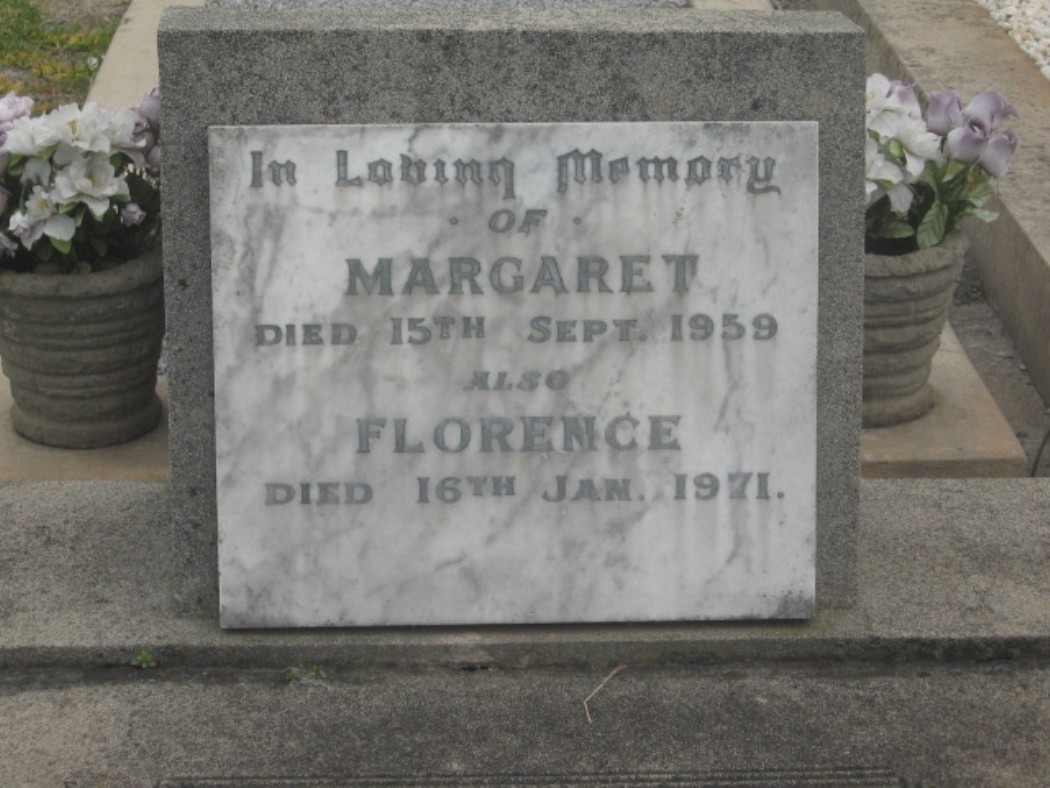 In Loving Memory
· OF ·
MARGARET
DIED 15TH SEPT. 1959
ALSO
FLORENCE
DIED 16TH JAN. 1971.